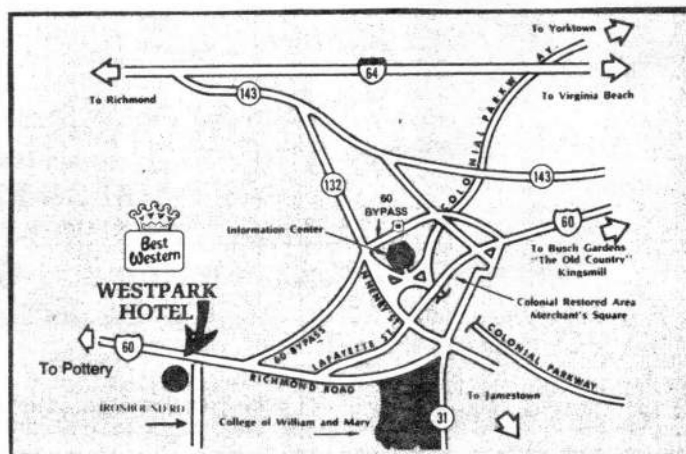 To Yorktown
64
To Richmond
143
COLONIAL PARKWAY
To Virginia Beach
132
60
BYPASS
143
Information Center
60
Best
Western
To Busch Gardens
"The Old Country"
Kingsmill
WESTPARK
HOTEL
N HENRY ST
Colonial Restored Area
Merchant's Square
60
60 BYPASS
LAFAYETTE ST
COLONIAL PARKWAY
To Pottery
RICHMOND ROAD
To Jamestown
IRONBOUND RD
College of William and Mary
31